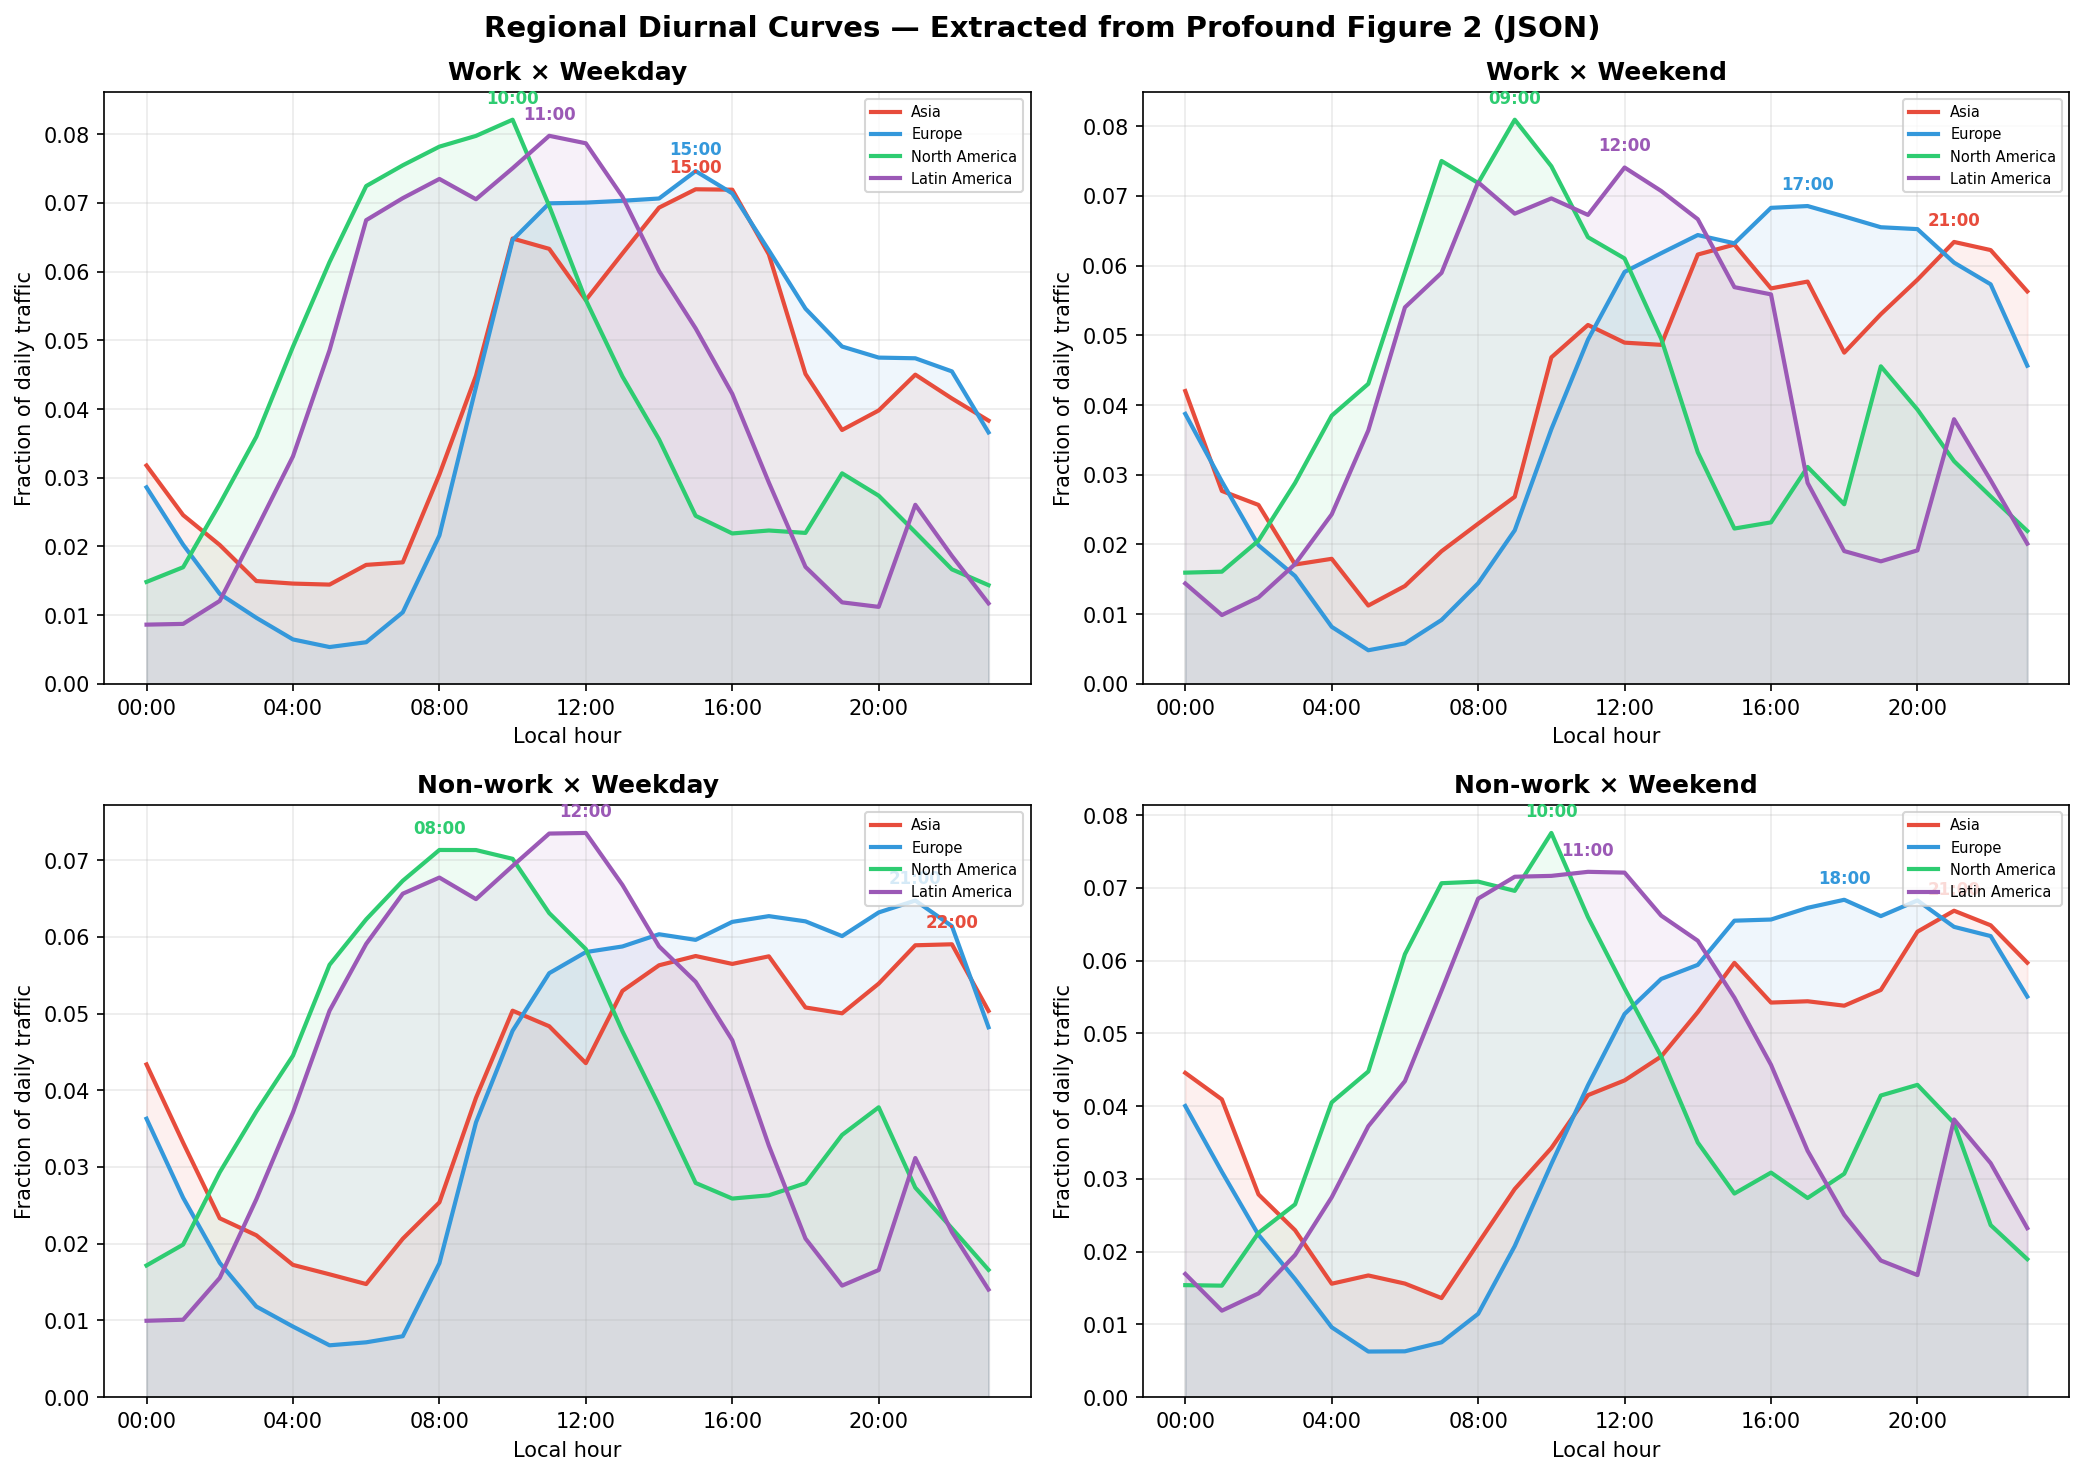 Regional Diurnal Curves — Extracted from Profound Figure 2 (JSON)
Work × Weekday
10:00
11:00
15:00
15:00
Asia
Europe
North America
Latin America
Fraction of daily traffic
0.08
0.07
0.06
0.05
0.04
0.03
0.02
0.01
0.00
00:00 04:00 08:00 12:00 16:00 20:00
Local hour
Work × Weekend
09:00
12:00
17:00
21:00
Asia
Europe
North America
Latin America
Fraction of daily traffic
0.08
0.07
0.06
0.05
0.04
0.03
0.02
0.01
0.00
00:00 04:00 08:00 12:00 16:00 20:00
Local hour
Non-work × Weekday
12:00
08:00
21:00
22:00
Asia
Europe
North America
Latin America
Fraction of daily traffic
0.07
0.06
0.05
0.04
0.03
0.02
0.01
0.00
00:00 04:00 08:00 12:00 16:00 20:00
Local hour
Non-work × Weekend
10:00
11:00
18:00
21:00
Asia
Europe
North America
Latin America
Fraction of daily traffic
0.08
0.07
0.06
0.05
0.04
0.03
0.02
0.01
0.00
00:00 04:00 08:00 12:00 16:00 20:00
Local hour